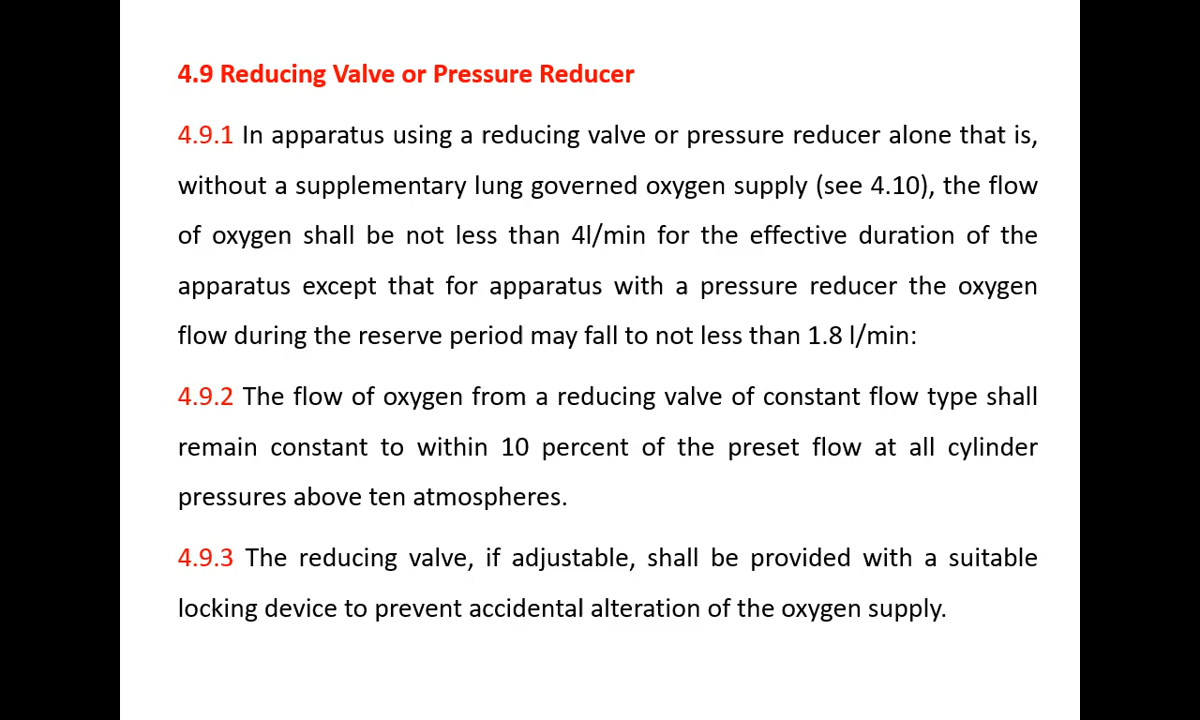 4.9 Reducing Valve or Pressure Reducer
4.9.1 In apparatus using a reducing valve or pressure reducer alone that is,
without a supplementary lung governed oxygen supply (see 4.10), the flow
of oxygen shall be not less than 4l/min for the effective duration of the
apparatus except that for apparatus with a pressure reducer the oxygen
flow during the reserve period may fall to not less than 1.8 l/min:
4.9.2 The flow of oxygen from a reducing valve of constant flow type shall
remain constant to within 10 percent of the preset flow at all cylinder
pressures above ten atmospheres.
4.9.3 The reducing valve, if adjustable, shall be provided with a suitable
locking device to prevent accidental alteration of the oxygen supply.